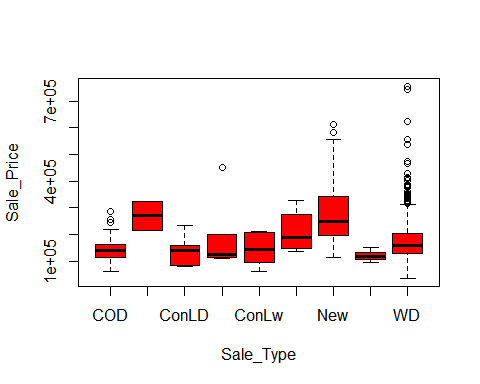 Sale_Price
7e+05
4e+05
1e+05
COD ConLD ConLw New WD
Sale_Type